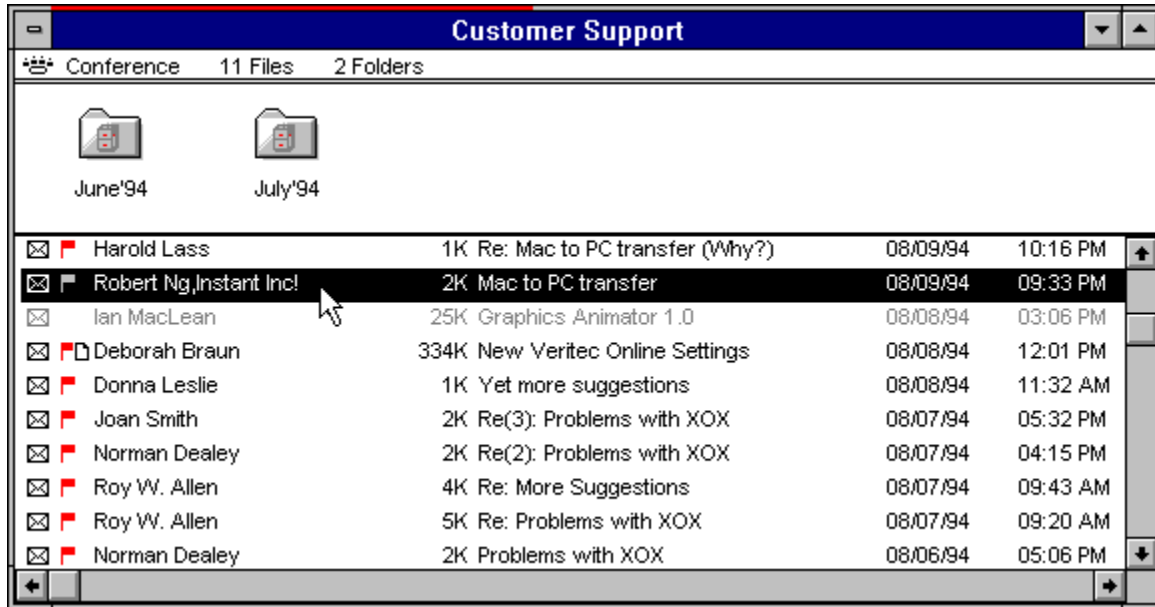 Customer Support
Conference 11 Files 2 Folders
June'94 July'94
Harold Lass 1K Re: Mac to PC transfer (Why?) 08/09/94 10:16 PM
Robert Ng,Instant Inc! 2K Mac to PC transfer 08/09/94 09:33 PM
Ian MacLean 25K Graphics Animator 1.0 08/08/94 03:06 PM
Deborah Braun 334K New Veritec Online Settings 08/08/94 12:01 PM
Donna Leslie 1K Yet more suggestions 08/08/94 11:32 AM
Joan Smith 2K Re(3): Problems with XOX 08/07/94 05:32 PM
Norman Dealey 2K Re(2): Problems with XOX 08/07/94 04:15 PM
Roy W. Allen 4K Re: More Suggestions 08/07/94 09:43 AM
Roy W. Allen 5K Re: Problems with XOX 08/07/94 09:20 AM
Norman Dealey 2K Problems with XOX 08/06/94 05:06 PM